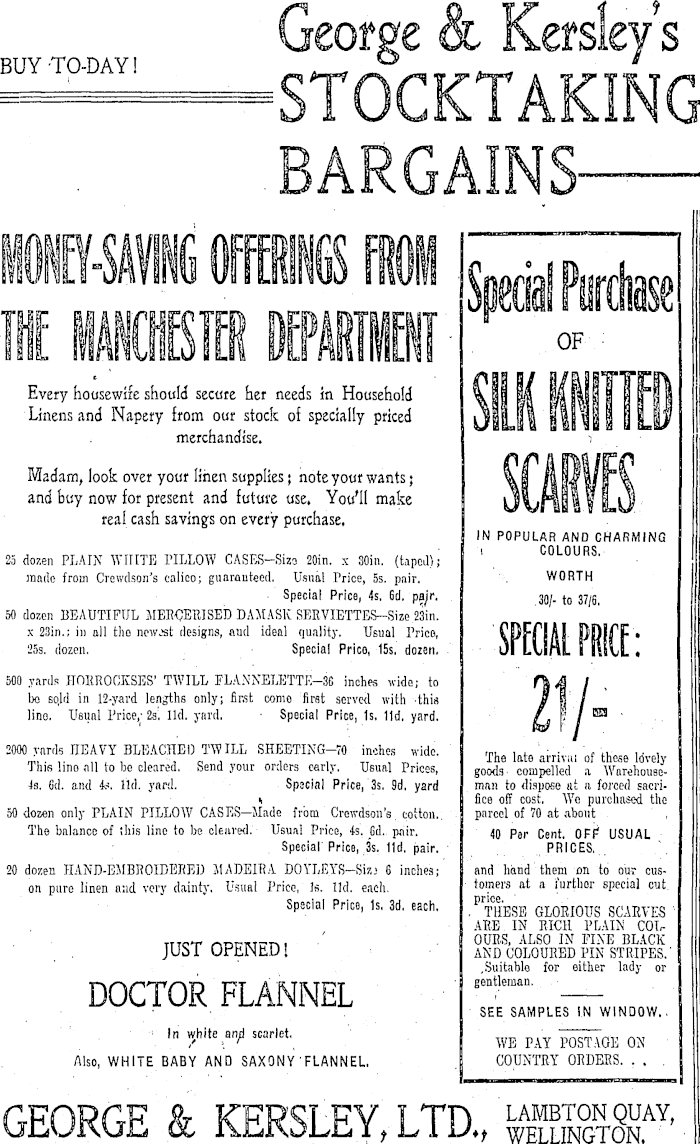 BUY TO-DAY!
George & Kersley's
STOCKTAKING
BARGAINS
MONEY-SAVING OFFERINGS FROM
THE MANCHESTER DEPARTMENT
Every housewife should secure her needs in Household
Linens and Napery from our stock of specially priced
merchandise.
Madam, look over your linen supplies; note your wants;
and buy now for present and future use. You'll make
real cash savings on every purchase.
25 dozen PLAIN WHITE PILLOW CASES—Size 20in. x 30in. (taped);
made from Crewdson's calico; guaranteed. Usual Price, 5s. pair.
Special Price, 4s. 6d. pair.
50 dozen BEAUTIFUL MERCERISED DAMASK SERVIETTES—Size 23in.
x 23in.; in all the newest designs, and ideal quality. Usual Price,
25s. dozen. Special Price, 15s. dozen.
500 yards HORROCKSES' TWILL FLANNELETTE—36 inches wide; to
be sold in 12-yard lengths only; first come first served with this
line. Usual Price, 2s. 11d. yard. Special Price, 1s. 11d. yard.
2000 yards HEAVY BLEACHED TWILL SHEETING—70 inches wide.
This line all to be cleared. Send your orders early. Usual Prices,
4s. 6d. and 4s. 11d. yard. Special Price, 3s. 9d. yard
50 dozen only PLAIN PILLOW CASES—Made from Crewdson's cotton.
The balance of this line to be cleared. Usual Price, 4s. 6d. pair.
Special Price, 3s. 11d. pair.
20 dozen HAND-EMBROIDERED MADEIRA DOYLEYS—Size 6 inches;
on pure linen and very dainty. Usual Price, 1s. 11d. each.
Special Price, 1s. 3d. each.
JUST OPENED!
DOCTOR FLANNEL
In white and scarlet.
Also, WHITE BABY AND SAXONY FLANNEL.
Special Purchase
OF
SILK KNITTED
SCARVES
IN POPULAR AND CHARMING
COLOURS.
WORTH
30/- to 37/6.
SPECIAL PRICE:
21/-
The late arrival of these lovely
goods compelled a Warehouse-
man to dispose at a forced sacri-
fice off cost. We purchased the
parcel of 70 at about
40 Per Cent. OFF USUAL
PRICES.
and hand them on to our cus-
tomers at a further special cut
price.
THESE GLORIOUS SCARVES
ARE IN RICH PLAIN COL-
OURS, ALSO IN FINE BLACK
AND COLOURED PIN STRIPES.
Suitable for either lady or
gentleman.
SEE SAMPLES IN WINDOW.
WE PAY POSTAGE ON
COUNTRY ORDERS. . .
GEORGE & KERSLEY, LTD., LAMBTON QUAY,
WELLINGTON.